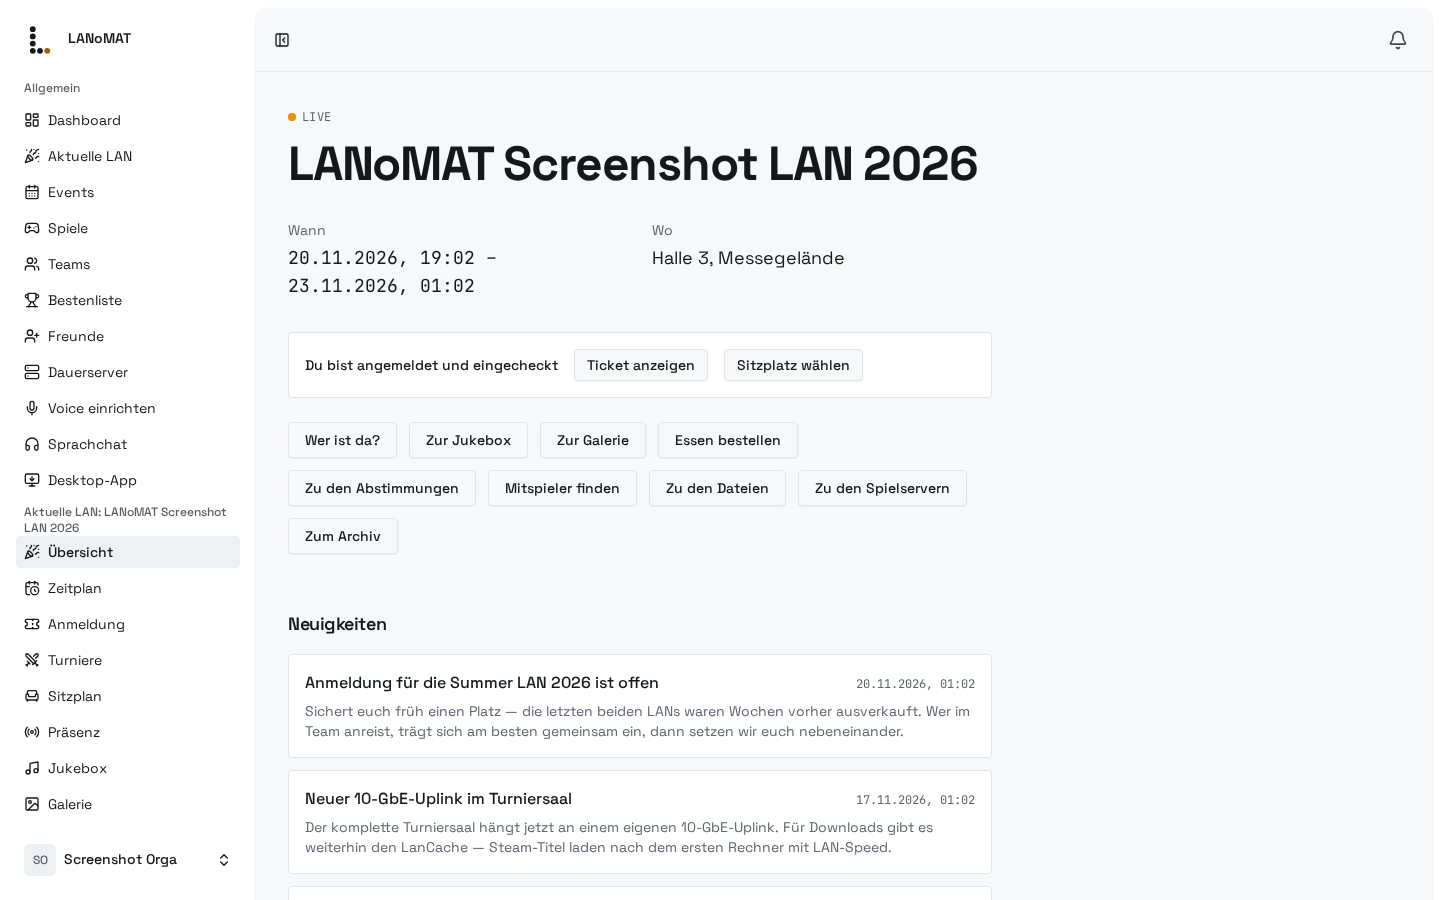 LANoMAT
Allgemein
Dashboard
Aktuelle LAN
Events
Spiele
Teams
Bestenliste
Freunde
Dauerserver
Voice einrichten
Sprachchat
Desktop-App
Aktuelle LAN: LANoMAT Screenshot
LAN 2026
Übersicht
Zeitplan
Anmeldung
Turniere
Sitzplan
Präsenz
Jukebox
Galerie
SO Screenshot Orga
LIVE
LANoMAT Screenshot LAN 2026
Wann
20.11.2026, 19:02 –
23.11.2026, 01:02
Wo
Halle 3, Messegelände
Du bist angemeldet und eingecheckt Ticket anzeigen Sitzplatz wählen
Wer ist da? Zur Jukebox Zur Galerie Essen bestellen
Zu den Abstimmungen Mitspieler finden Zu den Dateien Zu den Spielservern
Zum Archiv
Neuigkeiten
Anmeldung für die Summer LAN 2026 ist offen 20.11.2026, 01:02
Sichert euch früh einen Platz — die letzten beiden LANs waren Wochen vorher ausverkauft. Wer im
Team anreist, trägt sich am besten gemeinsam ein, dann setzen wir euch nebeneinander.
Neuer 10-GbE-Uplink im Turniersaal 17.11.2026, 01:02
Der komplette Turniersaal hängt jetzt an einem eigenen 10-GbE-Uplink. Für Downloads gibt es
weiterhin den LanCache — Steam-Titel laden nach dem ersten Rechner mit LAN-Speed.